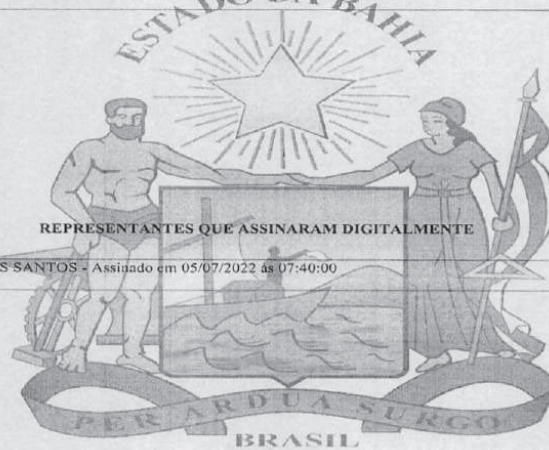 ESTADO DA BAHIA
REPRESENTANTES QUE ASSINARAM DIGITALMENTE
S SANTOS - Assinado em 05/07/2022 às 07:40:00
PER ARDUA SURGO
BRASIL